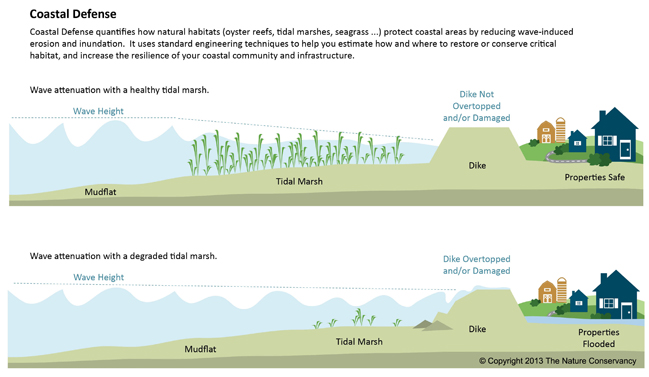 Coastal Defense
Coastal Defense quantifies how natural habitats (oyster reefs, tidal marshes, seagrass ...) protect coastal areas by reducing wave-induced
erosion and inundation.  It uses standard engineering techniques to help you estimate how and where to restore or conserve critical
habitat, and increase the resilience of your coastal community and infrastructure.
Wave attenuation with a healthy tidal marsh.
Dike Not
Overtopped
and/or Damaged
Wave Height
Dike
Properties Safe
Tidal Marsh
Mudflat
Wave attenuation with a degraded tidal marsh.
Dike Overtopped
and/or Damaged
Wave Height
Dike
Properties
Flooded
Tidal Marsh
Mudflat
© Copyright 2013 The Nature Conservancy